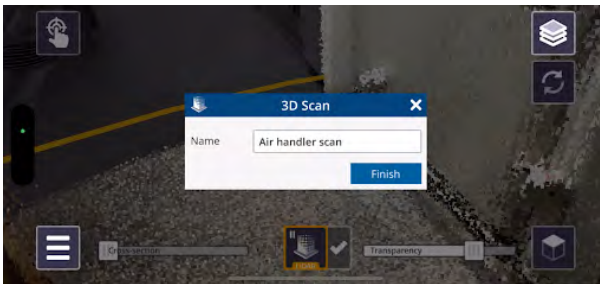 3D Scan
Name
Air handler scan
Finish
Cross-section
Transparency